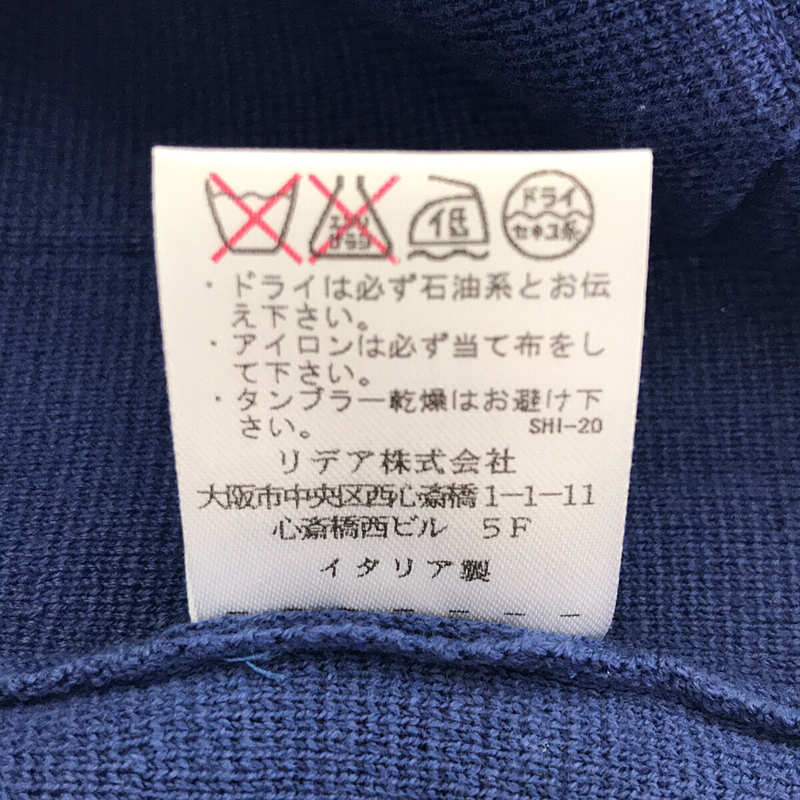 エンソ
サラシ
低
ドライ
セキユ系
・ドライは必ず石油系とお伝
え下さい。
・アイロンは必ず当て布をし
て下さい。
・タンブラー乾燥はお避け下
さい。 SHI-20
リデア株式会社
大阪市中央区西心斎橋1-1-11
心斎橋西ビル 5F
イタリア製